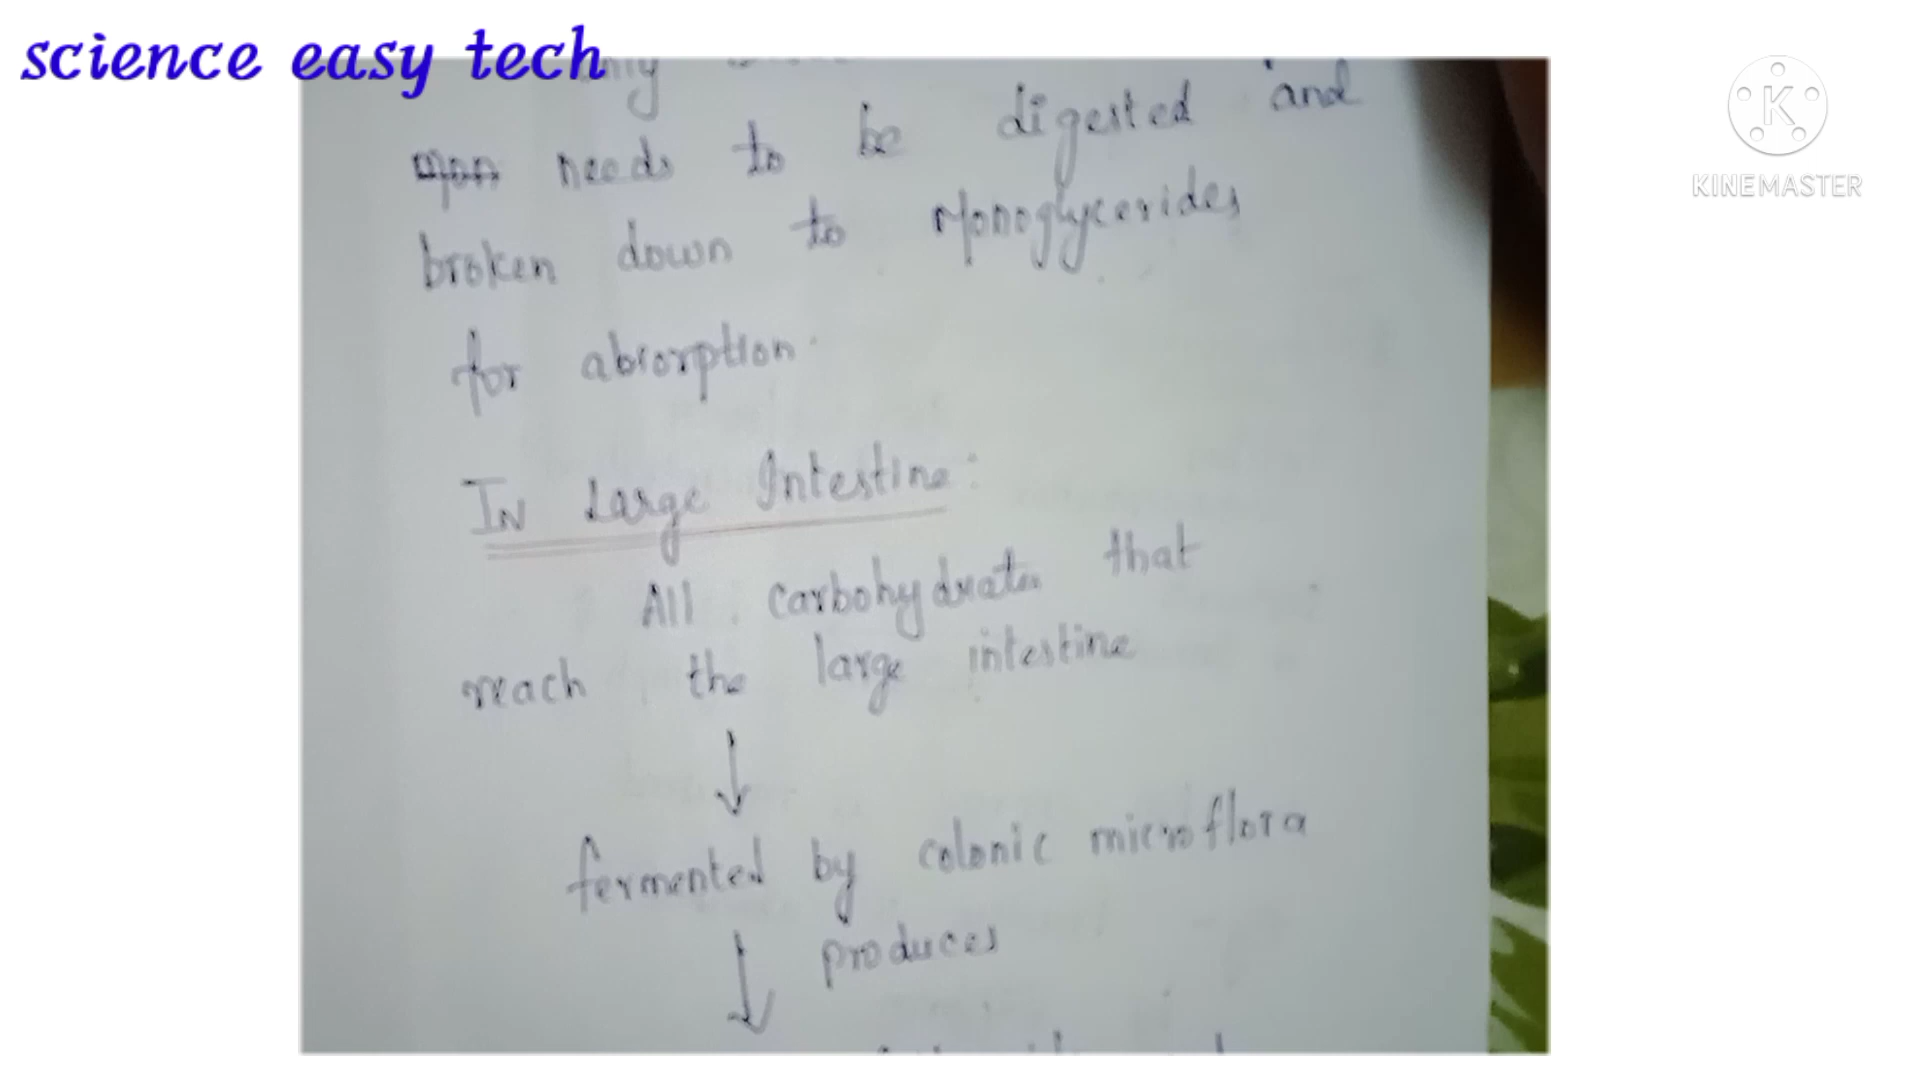 science easy tech
K
KINEMASTER
needs to be digested and
broken down to Monoglycerides
for absorption.
IN Large Intestine:
All carbohydrates that
reach the large intestine
↓
fermented by colonic microflora
↓ produces